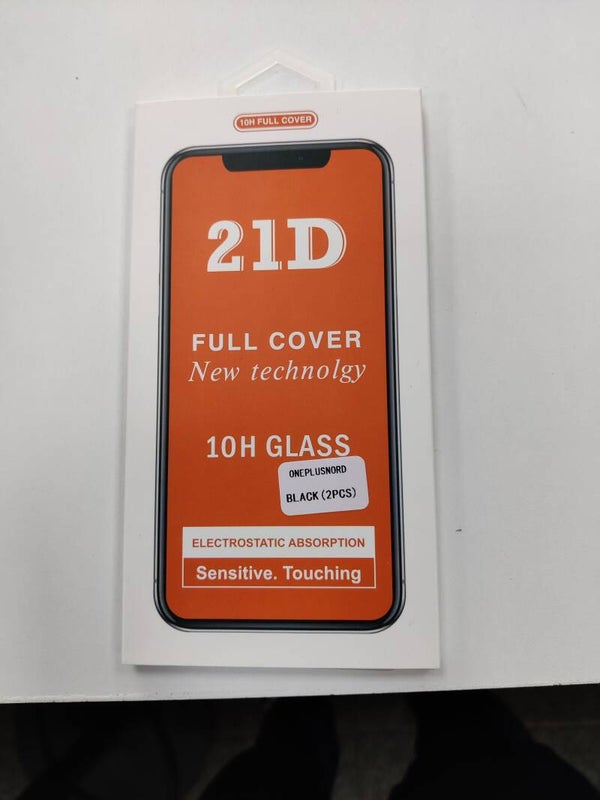 10H FULL COVER
21D
FULL COVER
New technolgy
10H GLASS
ONEPLUSNORD
BLACK (2PCS)
ELECTROSTATIC ABSORPTION
Sensitive. Touching